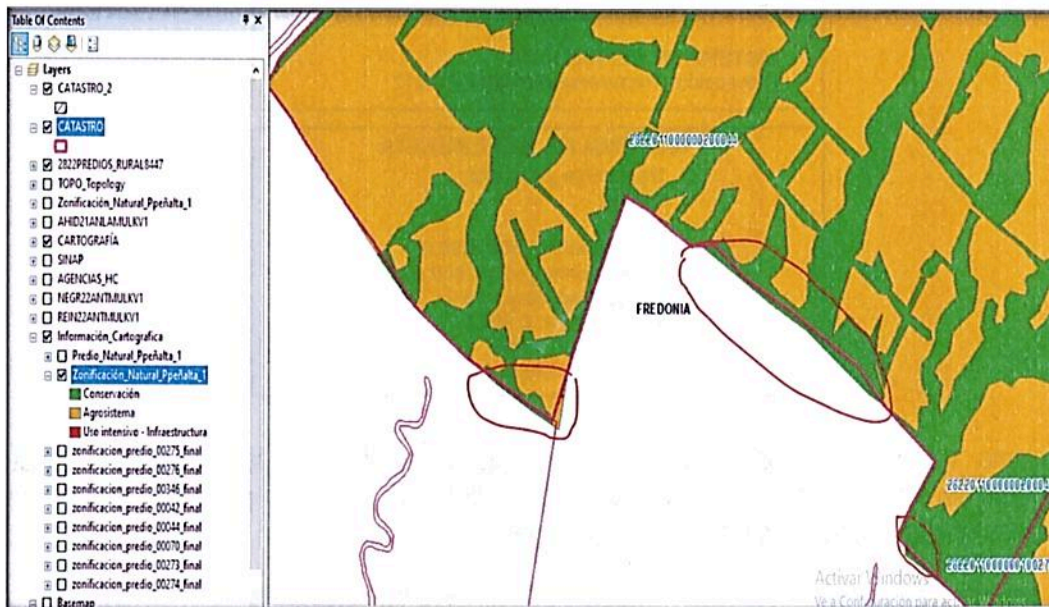 Table Of Contents
Layers
CATASTRO_2
CATASTRO
2822PREDIOS_RURAL8447
TOPO_Topology
Zonificación_Natural_Ppeñalta_1
AHID21ANLAMULKV1
CARTOGRAFÍA
SINAP
AGENCIAS_HC
NEGR22ANTMULKV1
REIN22ANTMULKV1
Información_Cartografica
Predio_Natural_Ppeñalta_1
Zonificación_Natural_Ppeñalta_1
Conservación
Agrosistema
Uso intensivo - Infraestructura
zonificacion_predio_00275_final
zonificacion_predio_00276_final
zonificacion_predio_00346_final
zonificacion_predio_00042_final
zonificacion_predio_00044_final
zonificacion_predio_00070_final
zonificacion_predio_00273_final
zonificacion_predio_00274_final
Basemap
FREDONIA
Activar Windows
Ve a Configuración para activar Windows.